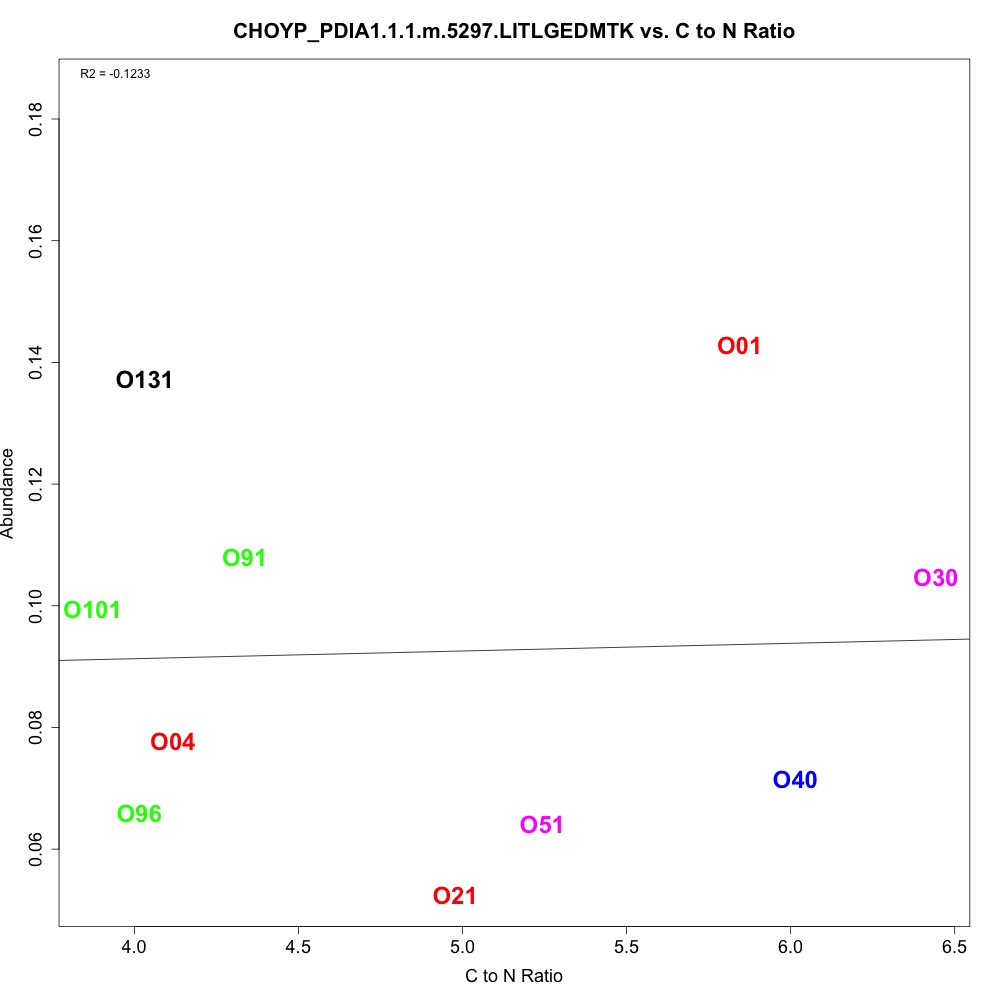 CHOYP_PDIA1.1.1.m.5297.LITLGEDMTK vs. C to N Ratio
R2 = -0.1233
0.18
0.16
O01
0.14
O131
0.12
Abundance
O91
O30
0.10
O101
0.08
O04
O40
O96
O51
0.06
O21
4.0 4.5 5.0 5.5 6.0 6.5
C to N Ratio